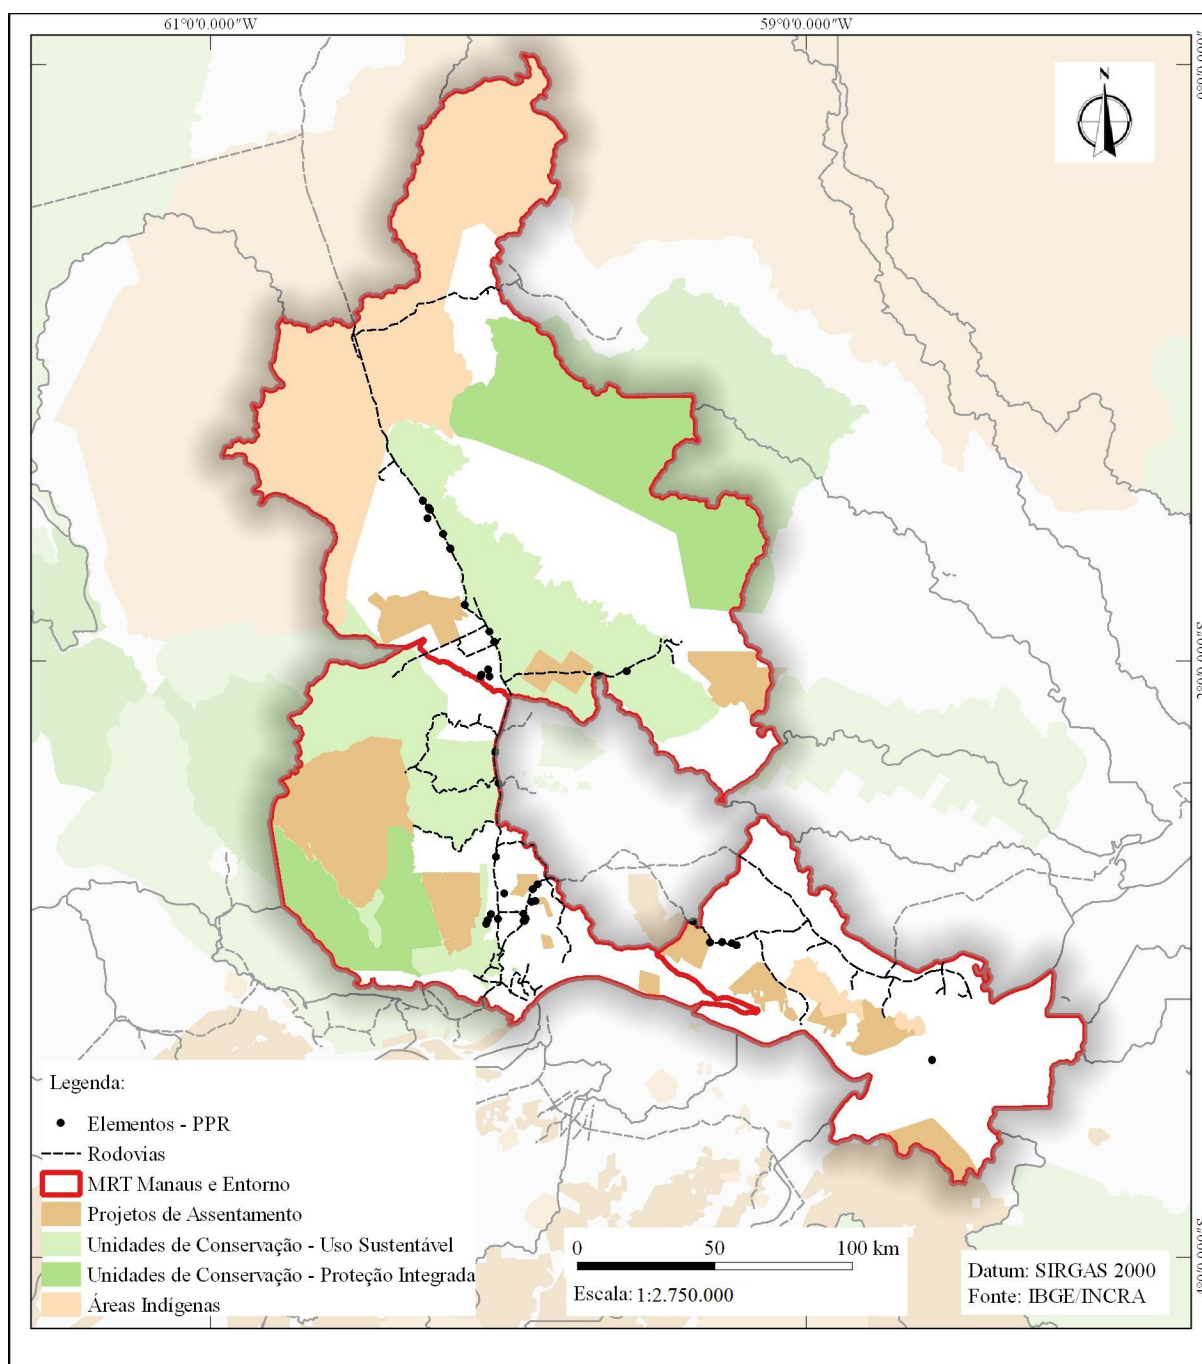 61°0'0.000"W 59°0'0.000"W
N
Legenda:
Elementos - PPR
Rodovias
MRT Manaus e Entorno
Projetos de Assentamento
Unidades de Conservação - Uso Sustentável
Unidades de Conservação - Proteção Integrada
Áreas Indígenas
0 50 100 km
Escala: 1:2.750.000
Datum: SIRGAS 2000
Fonte: IBGE/INCRA